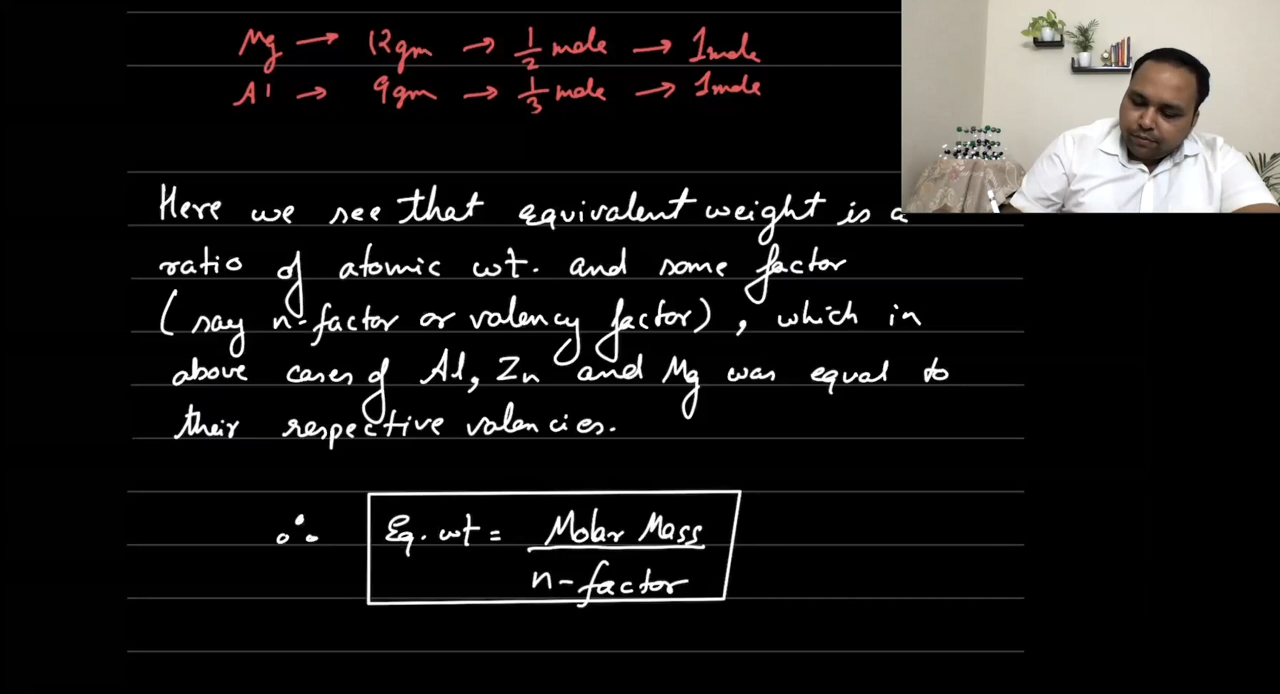 Mg → 12gm → 1/2 mole → 1mole
Al → 9gm → 1/3 mole → 1mole
Here we see that equivalent weight is a
ratio of atomic wt. and some factor
(say n-factor or valency factor), which in
above cases of Al, Zn and Mg was equal to
their respective valencies.
∴ Eq. wt = Molar Mass / n-factor